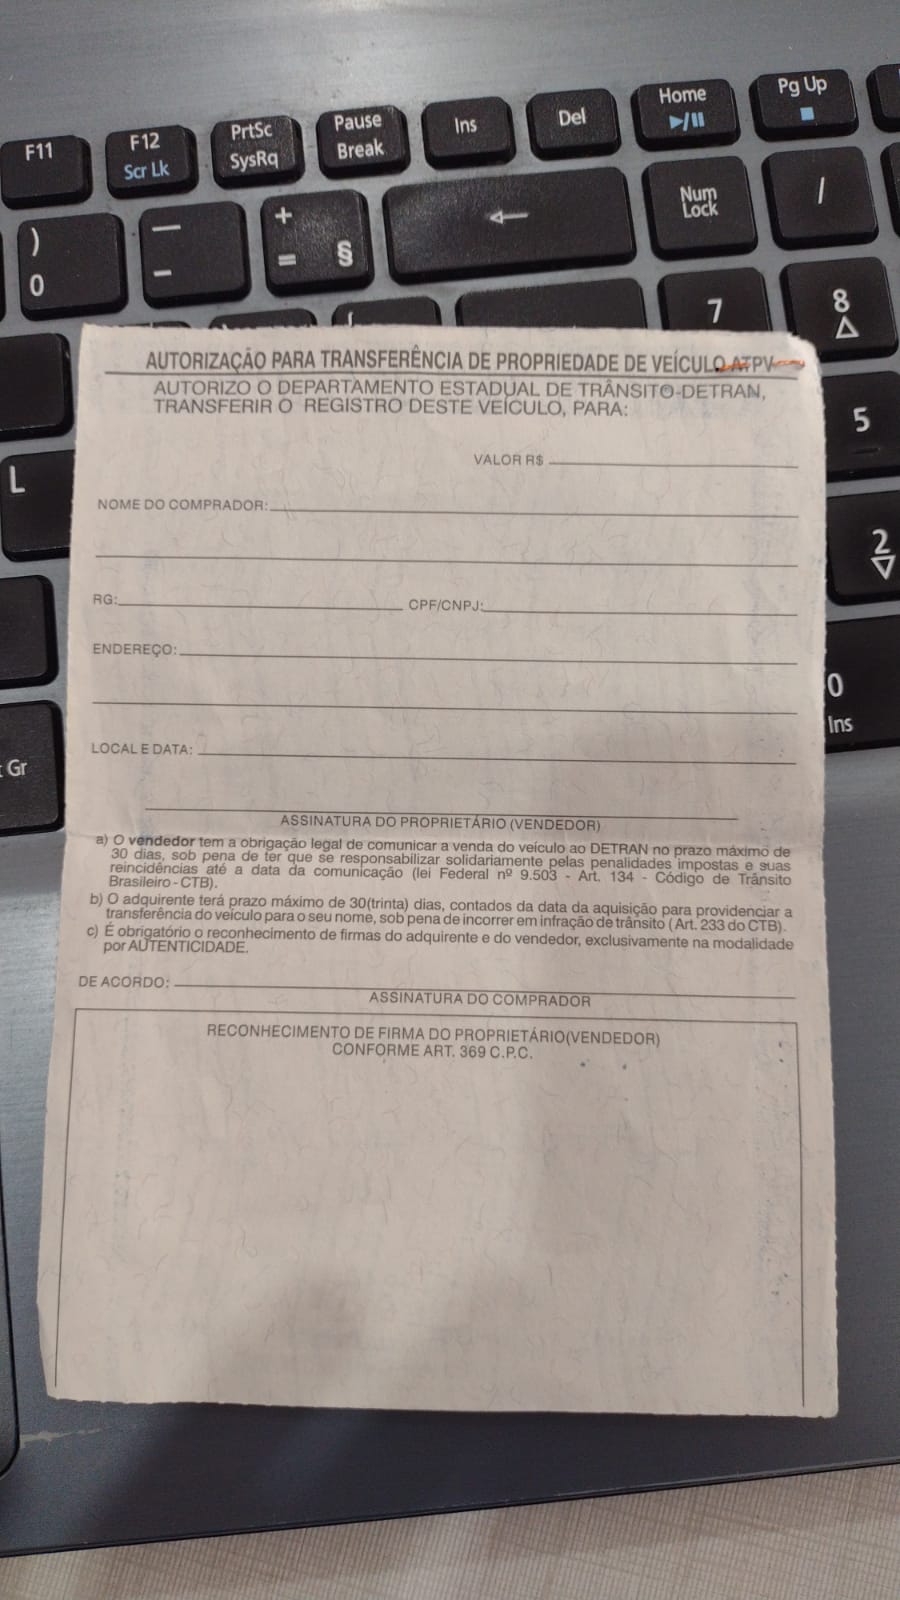 F11
F12
Scr Lk
PrtSc
SysRq
Pause
Break
Ins
Del
Home
Pg Up
)
0
—
-
+
= §
←
Num
Lock
/
7
8
5
L
2
0
Ins
Gr
AUTORIZAÇÃO PARA TRANSFERÊNCIA DE PROPRIEDADE DE VEÍCULO-ATPV
AUTORIZO O DEPARTAMENTO ESTADUAL DE TRÂNSITO-DETRAN,
TRANSFERIR O REGISTRO DESTE VEÍCULO, PARA:
VALOR R$
NOME DO COMPRADOR:
RG: CPF/CNPJ:
ENDEREÇO:
LOCAL E DATA:
ASSINATURA DO PROPRIETÁRIO (VENDEDOR)
a) O vendedor tem a obrigação legal de comunicar a venda do veículo ao DETRAN no prazo máximo de
30 dias, sob pena de ter que se responsabilizar solidariamente pelas penalidades impostas e suas
reincidências até a data da comunicação (lei Federal nº 9.503 - Art. 134 - Código de Trânsito
Brasileiro - CTB).
b) O adquirente terá prazo máximo de 30(trinta) dias, contados da data da aquisição para providenciar a
transferência do veículo para o seu nome, sob pena de incorrer em infração de trânsito (Art. 233 do CTB).
c) É obrigatório o reconhecimento de firmas do adquirente e do vendedor, exclusivamente na modalidade
por AUTENTICIDADE.
DE ACORDO:
ASSINATURA DO COMPRADOR
RECONHECIMENTO DE FIRMA DO PROPRIETÁRIO(VENDEDOR)
CONFORME ART. 369 C.P.C.